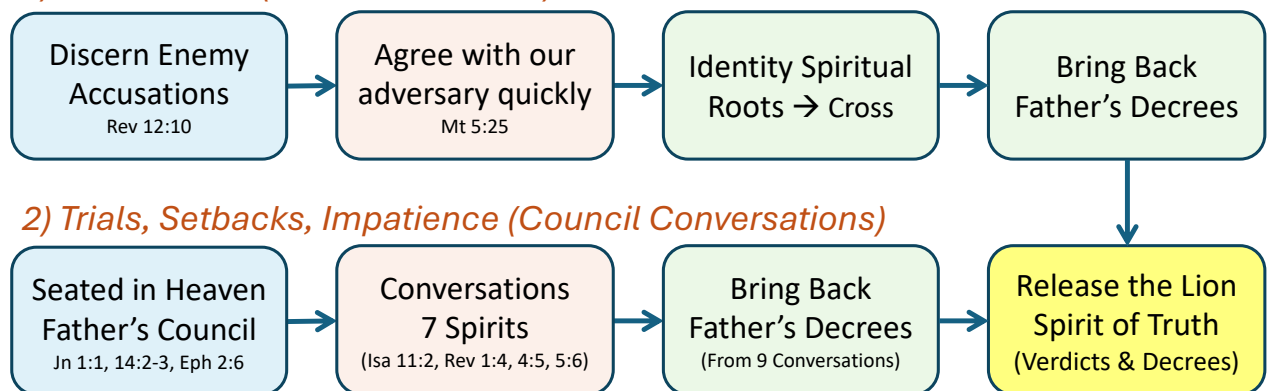 Discern Enemy
Accusations
Rev 12:10
Agree with our
adversary quickly
Mt 5:25
Identity Spiritual
Roots → Cross
Bring Back
Father’s Decrees
2) Trials, Setbacks, Impatience (Council Conversations)
Seated in Heaven
Father’s Council
Jn 1:1, 14:2-3, Eph 2:6
Conversations
7 Spirits
(Isa 11:2, Rev 1:4, 4:5, 5:6)
Bring Back
Father’s Decrees
(From 9 Conversations)
Release the Lion
Spirit of Truth
(Verdicts & Decrees)